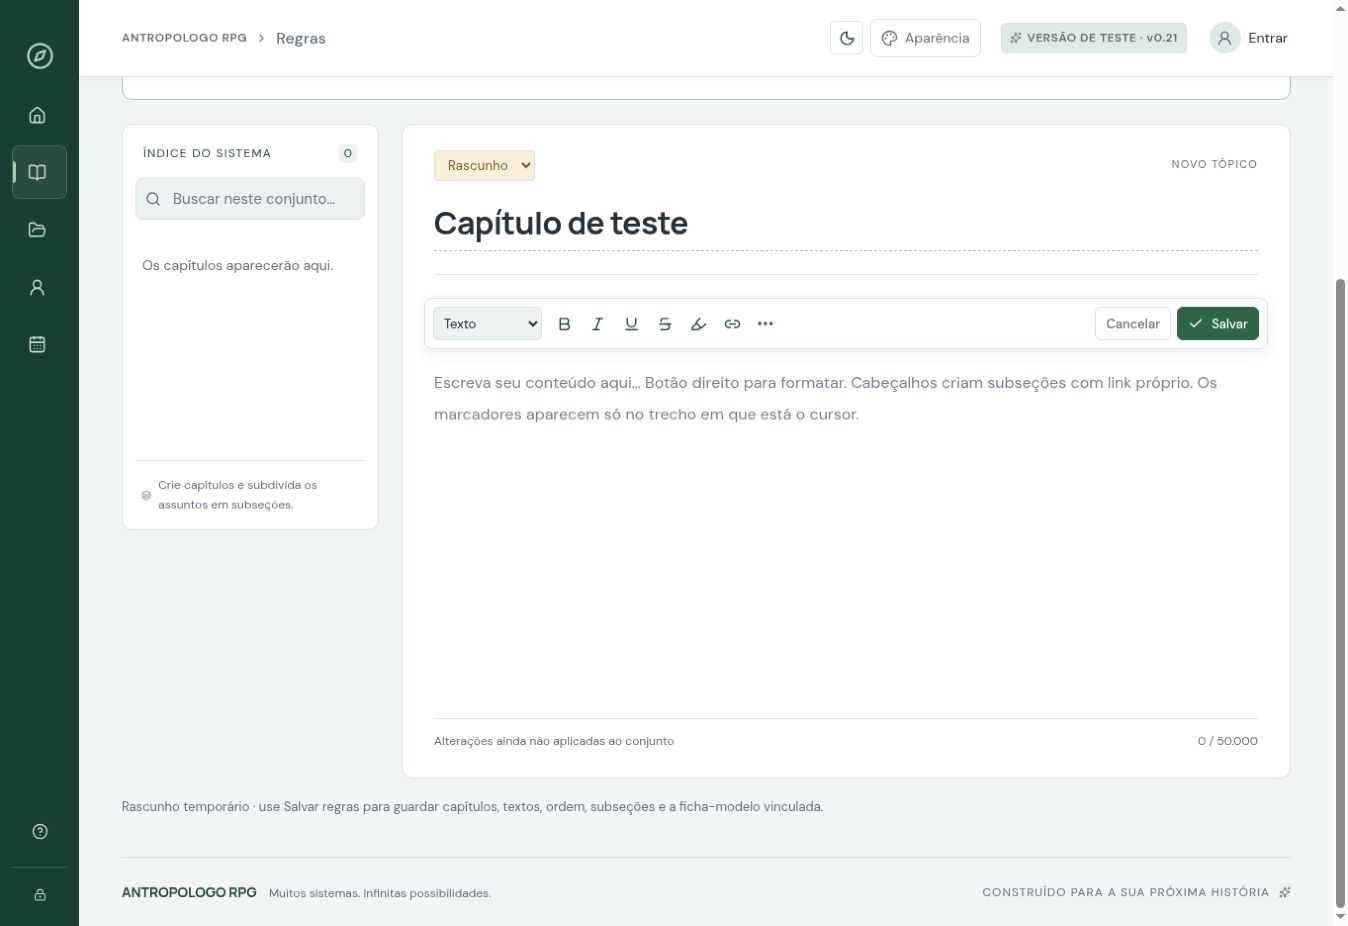 ANTROPOLOGO RPG > Regras
Aparência
VERSÃO DE TESTE · v0.21
Entrar
ÍNDICE DO SISTEMA 0
Buscar neste conjunto...
Os capítulos aparecerão aqui.
Crie capítulos e subdivida os
assuntos em subseções.
Rascunho
NOVO TÓPICO
Capítulo de teste
Texto
Cancelar
Salvar
Escreva seu conteúdo aqui... Botão direito para formatar. Cabeçalhos criam subseções com link próprio. Os
marcadores aparecem só no trecho em que está o cursor.
Alterações ainda não aplicadas ao conjunto
0 / 50.000
Rascunho temporário · use Salvar regras para guardar capítulos, textos, ordem, subseções e a ficha-modelo vinculada.
ANTROPOLOGO RPG Muitos sistemas. Infinitas possibilidades.
CONSTRUÍDO PARA A SUA PRÓXIMA HISTÓRIA